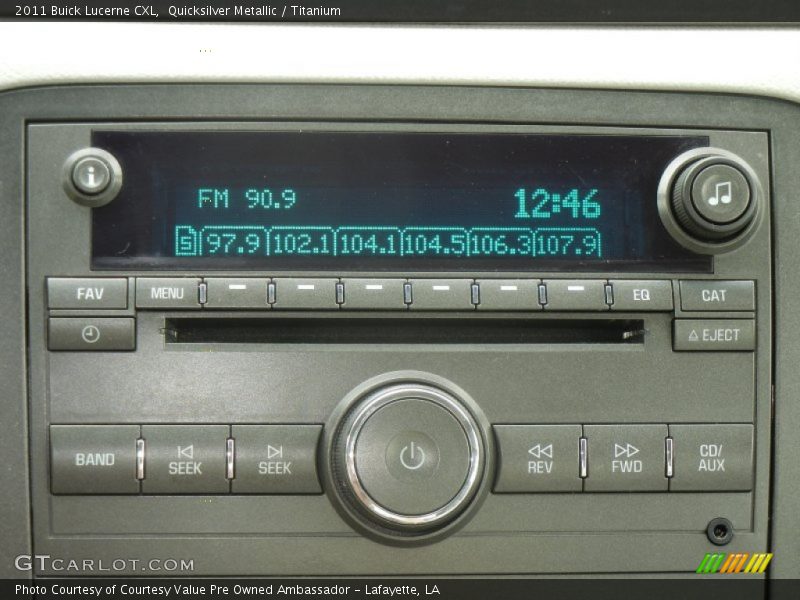 2011 Buick Lucerne CXL,  Quicksilver Metallic / Titanium
i
FM 90.9 12:46
5 97.9 102.1 104.1 104.5 106.3 107.9
FAV MENU EQ CAT
EJECT
BAND SEEK SEEK REV FWD CD/
AUX
GTCARLOT.COM
Photo Courtesy of Courtesy Value Pre Owned Ambassador - Lafayette, LA